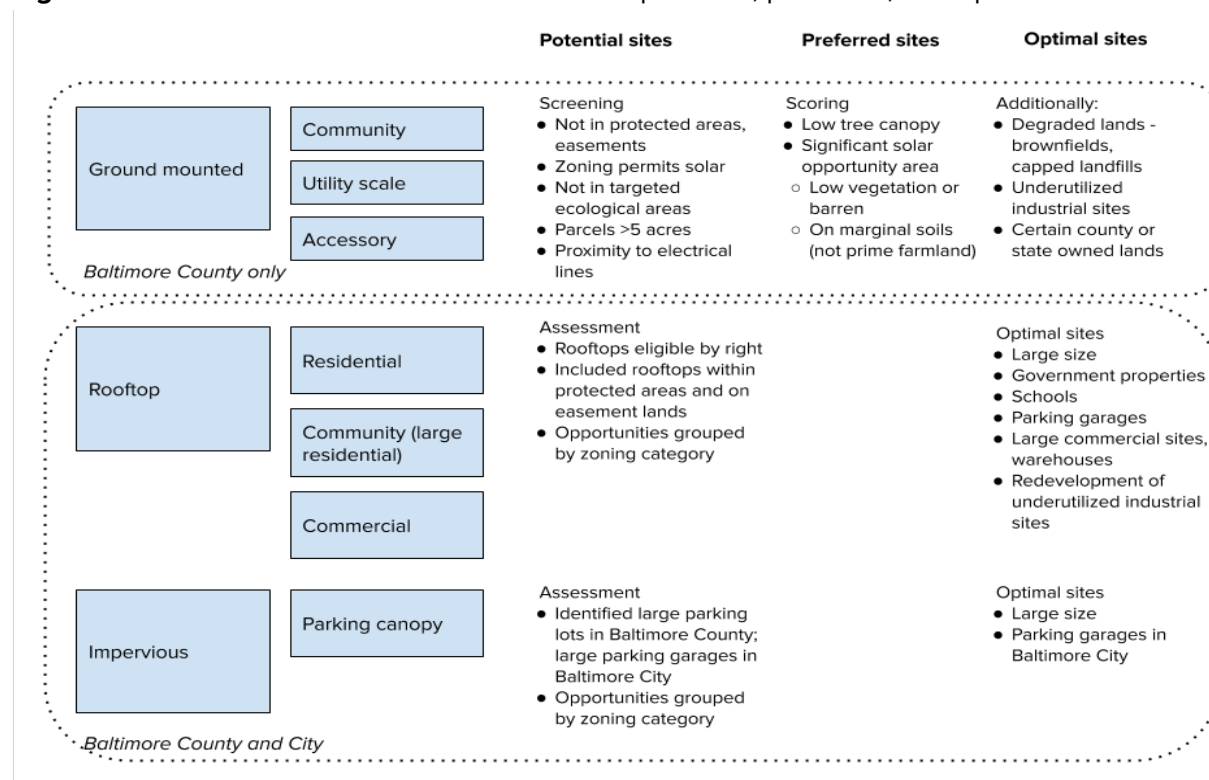 Potential sites
Preferred sites
Optimal sites
Ground mounted
Community
Utility scale
Accessory
Baltimore County only
Screening
● Not in protected areas,
easements
● Zoning permits solar
● Not in targeted
ecological areas
● Parcels >5 acres
● Proximity to electrical
lines
Scoring
● Low tree canopy
● Significant solar
opportunity area
○ Low vegetation or
barren
○ On marginal soils
(not prime farmland)
Additionally:
● Degraded lands -
brownfields,
capped landfills
● Underutilized
industrial sites
● Certain county or
state owned lands
Rooftop
Residential
Community (large
residential)
Commercial
Assessment
● Rooftops eligible by right
● Included rooftops within
protected areas and on
easement lands
● Opportunities grouped
by zoning category
Optimal sites
● Large size
● Government properties
● Schools
● Parking garages
● Large commercial sites,
warehouses
● Redevelopment of
underutilized industrial
sites
Impervious
Parking canopy
Assessment
● Identified large parking
lots in Baltimore County;
large parking garages in
Baltimore City
● Opportunities grouped
by zoning category
Optimal sites
● Large size
● Parking garages in
Baltimore City
Baltimore County and City